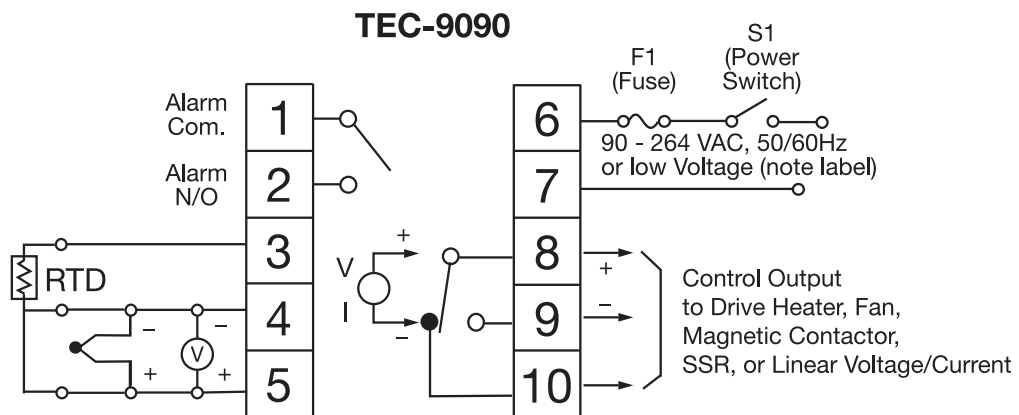 TEC-9090
Alarm
Com.
Alarm
N/O
1
2
3
4
5
RTD
−
+
V
−
+
V
I
+
−
6
7
8
9
10
F1
(Fuse)
S1
(Power
Switch)
90 - 264 VAC, 50/60Hz
or low Voltage (note label)
+
−
Control Output
to Drive Heater, Fan,
Magnetic Contactor,
SSR, or Linear Voltage/Current